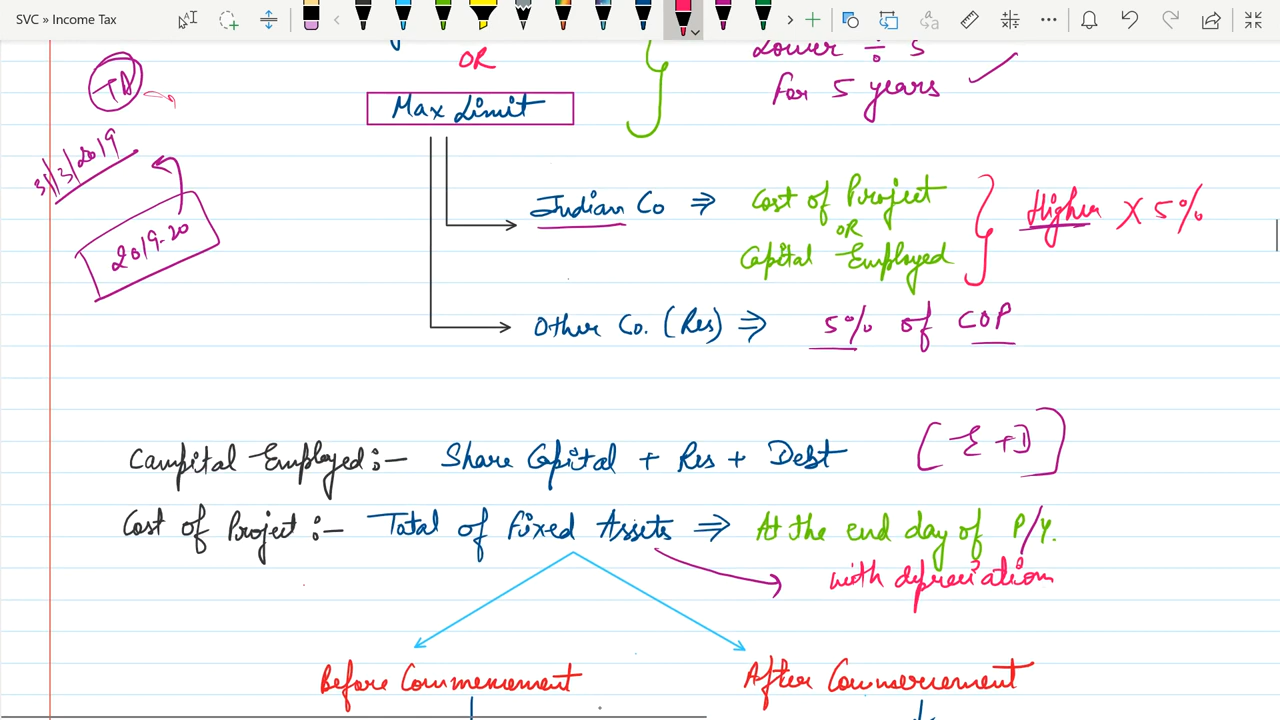 SVC » Income Tax
Lower ÷ 5
OR
for 5 years
TA
Max Limit
31/3/2019
2019-20
Indian Co ⇒ Cost of Project
OR
Capital Employed
Higher X 5%
Other Co. (Res) ⇒ 5% of COP
Campital Employed:- Share Capital + Res + Debt [E+D]
Cost of Project:- Total of Fixed Assets ⇒ At the end day of P/Y.
with depreciation
Before Commencement
After Commencement